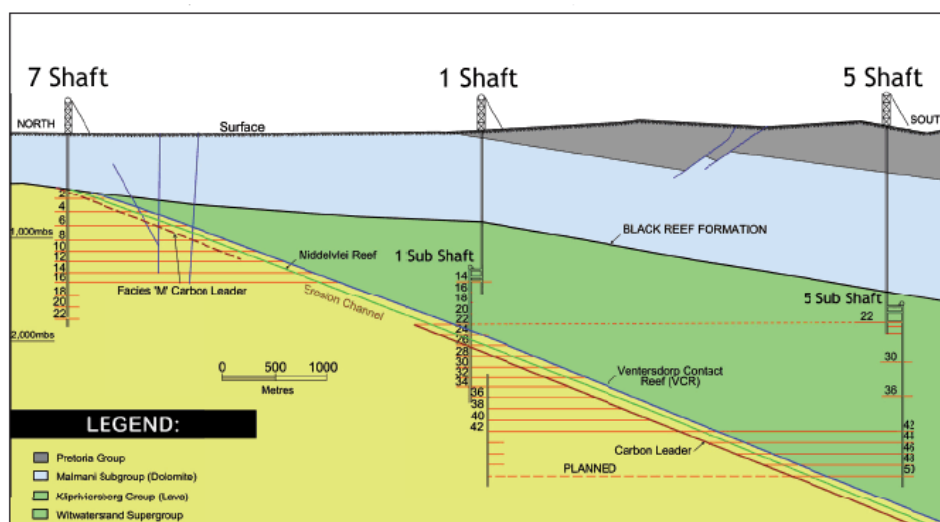 7 Shaft
1 Shaft
5 Shaft
NORTH
Surface
SOUT
2
4
6
8
10
12
14
16
18
20
22
1,000mbs
2,000mbs
BLACK REEF FORMATION
Niddelvlei Reef
Erosion Channel
Facies 'M' Carbon Leader
1 Sub Shaft
14
16
18
20
22
24
26
28
30
32
34
36
38
40
42
5 Sub Shaft
22
30
36
42
46
50
Ventersdorp Contact
Reef (VCR)
Carbon Leader
PLANNED
0 500 1000
Metres
LEGEND:
Pretoria Group
Malmani Subgroup (Dolomite)
Klipriviersberg Group (Lava)
Witwatersrand Supergroup